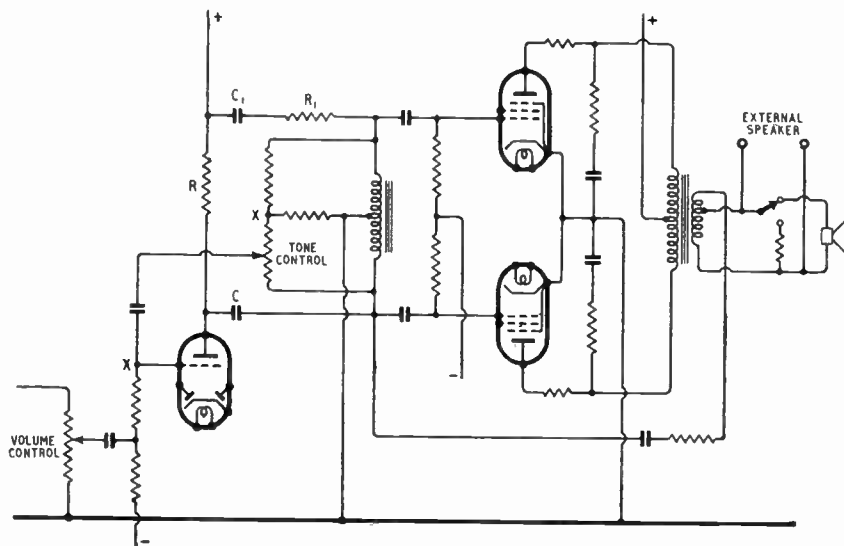 +
+
C₁
R₁
EXTERNAL
SPEAKER
R
X
TONE
CONTROL
C
X
-
VOLUME
CONTROL
-